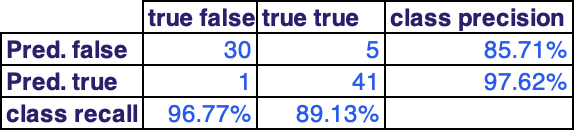 true false true true class precision
Pred. false 30 5 85.71%
Pred. true 1 41 97.62%
class recall 96.77% 89.13%